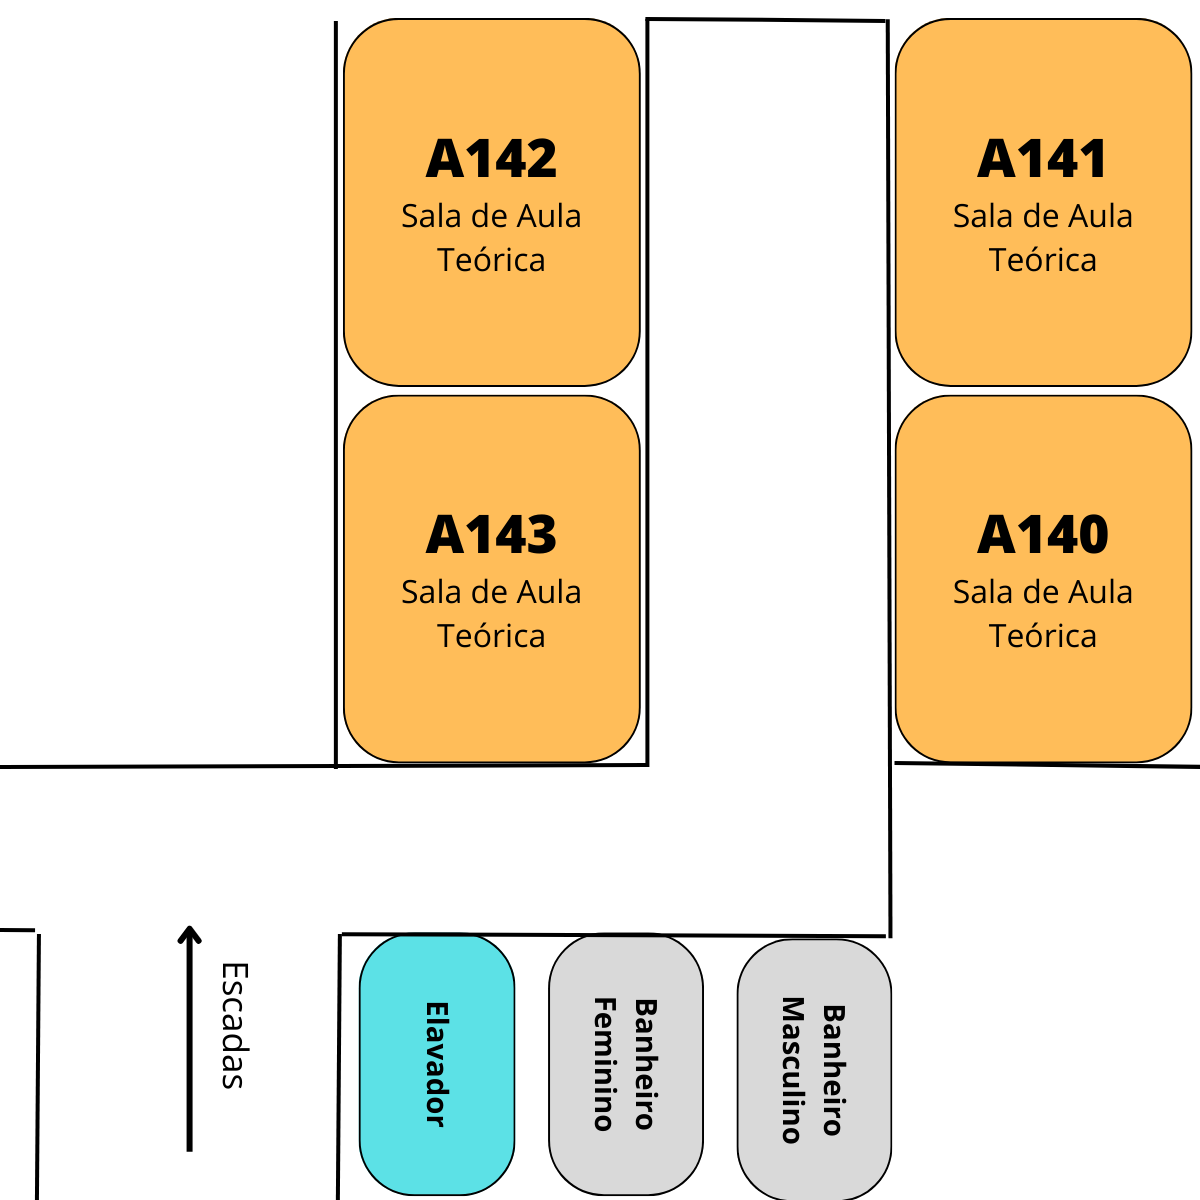 A142
Sala de Aula
Teórica
A141
Sala de Aula
Teórica
A143
Sala de Aula
Teórica
A140
Sala de Aula
Teórica
Escadas
Elavador
Banheiro
Feminino
Banheiro
Masculino